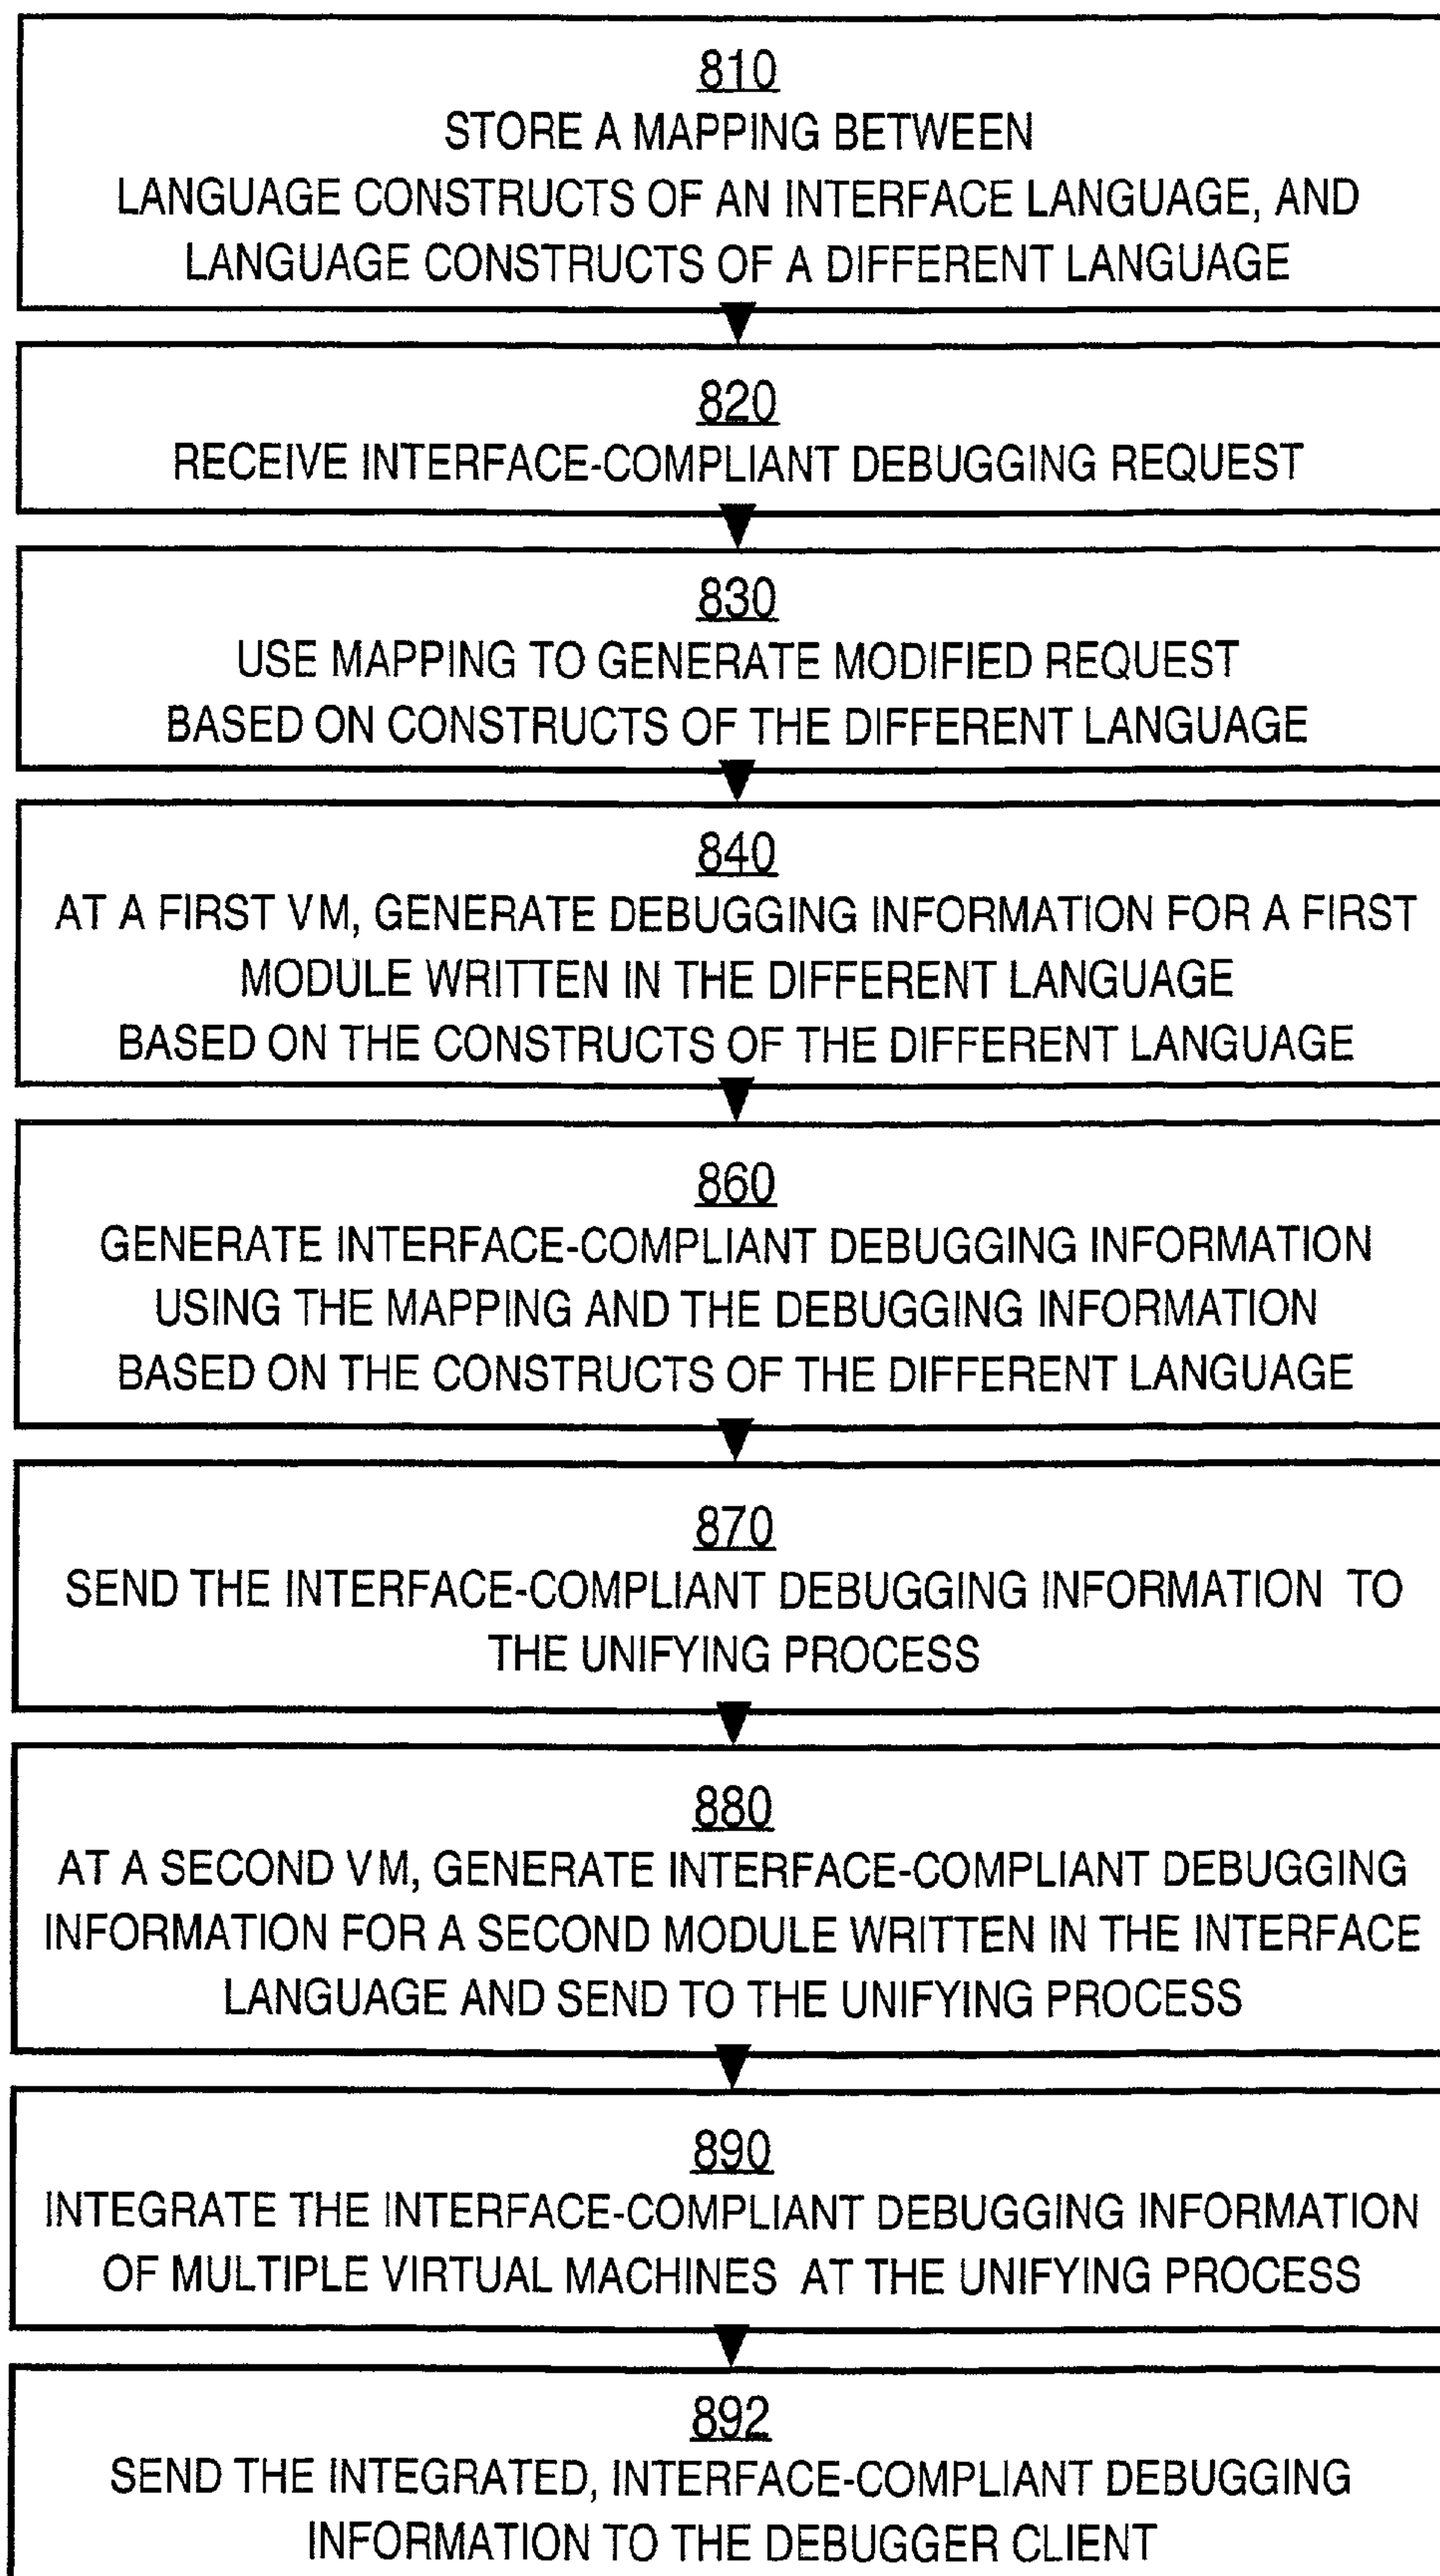 810
STORE A MAPPING BETWEEN
LANGUAGE CONSTRUCTS OF AN INTERFACE LANGUAGE, AND
LANGUAGE CONSTRUCTS OF A DIFFERENT LANGUAGE
820
RECEIVE INTERFACE-COMPLIANT DEBUGGING REQUEST
830
USE MAPPING TO GENERATE MODIFIED REQUEST
BASED ON CONSTRUCTS OF THE DIFFERENT LANGUAGE
840
AT A FIRST VM, GENERATE DEBUGGING INFORMATION FOR A FIRST
MODULE WRITTEN IN THE DIFFERENT LANGUAGE
BASED ON THE CONSTRUCTS OF THE DIFFERENT LANGUAGE
860
GENERATE INTERFACE-COMPLIANT DEBUGGING INFORMATION
USING THE MAPPING AND THE DEBUGGING INFORMATION
BASED ON THE CONSTRUCTS OF THE DIFFERENT LANGUAGE
870
SEND THE INTERFACE-COMPLIANT DEBUGGING INFORMATION TO
THE UNIFYING PROCESS
880
AT A SECOND VM, GENERATE INTERFACE-COMPLIANT DEBUGGING
INFORMATION FOR A SECOND MODULE WRITTEN IN THE INTERFACE
LANGUAGE AND SEND TO THE UNIFYING PROCESS
890
INTEGRATE THE INTERFACE-COMPLIANT DEBUGGING INFORMATION
OF MULTIPLE VIRTUAL MACHINES AT THE UNIFYING PROCESS
892
SEND THE INTEGRATED, INTERFACE-COMPLIANT DEBUGGING
INFORMATION TO THE DEBUGGER CLIENT